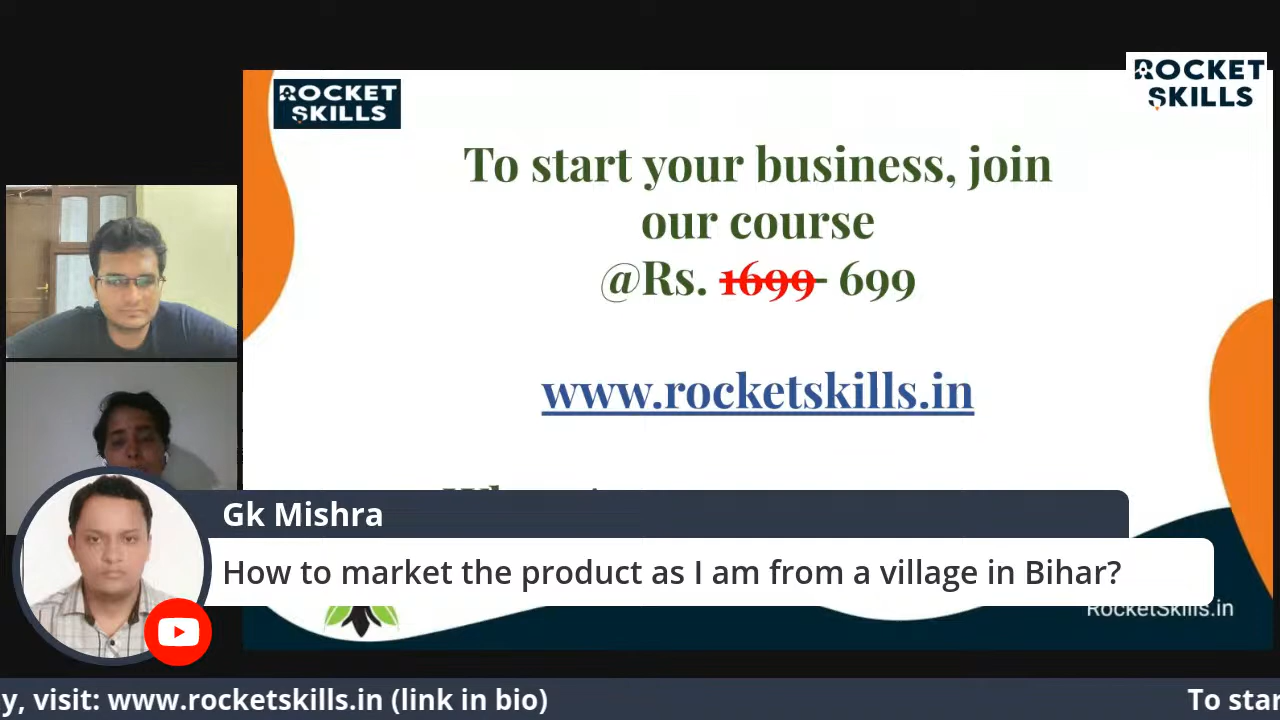 ROCKET
SKILLS
ROCKET
SKILLS
To start your business, join
our course
@Rs. 1699- 699
www.rocketskills.in
Gk Mishra
How to market the product as I am from a village in Bihar?
RocketSkills.in
y, visit: www.rocketskills.in (link in bio)
To star